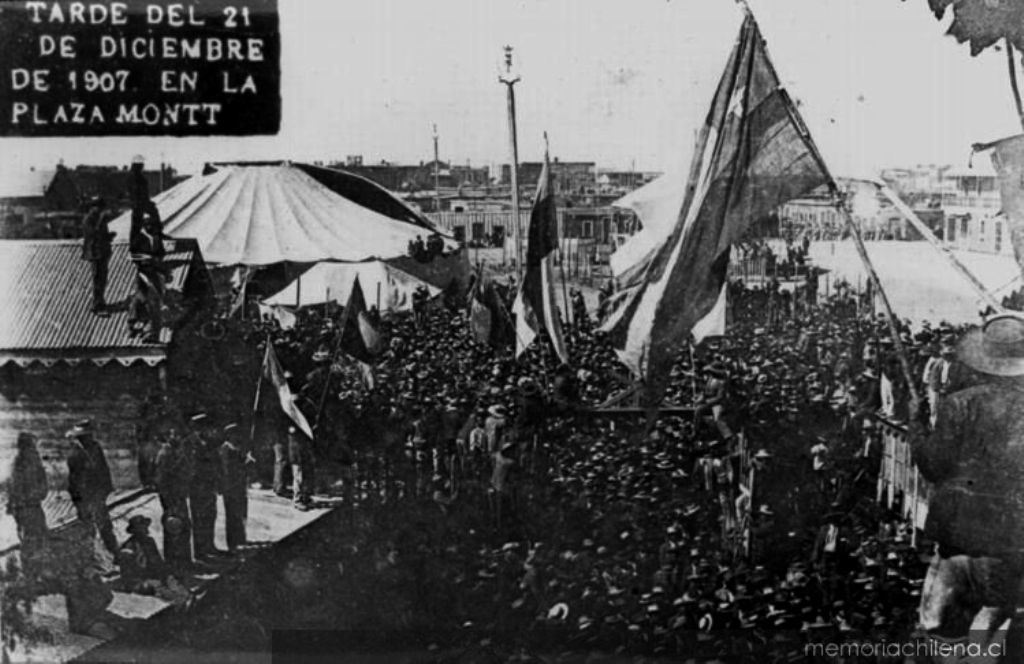 TARDE DEL 21
DE DICIEMBRE
DE 1907. EN LA
PLAZA MONTT
memoriachilena.cl